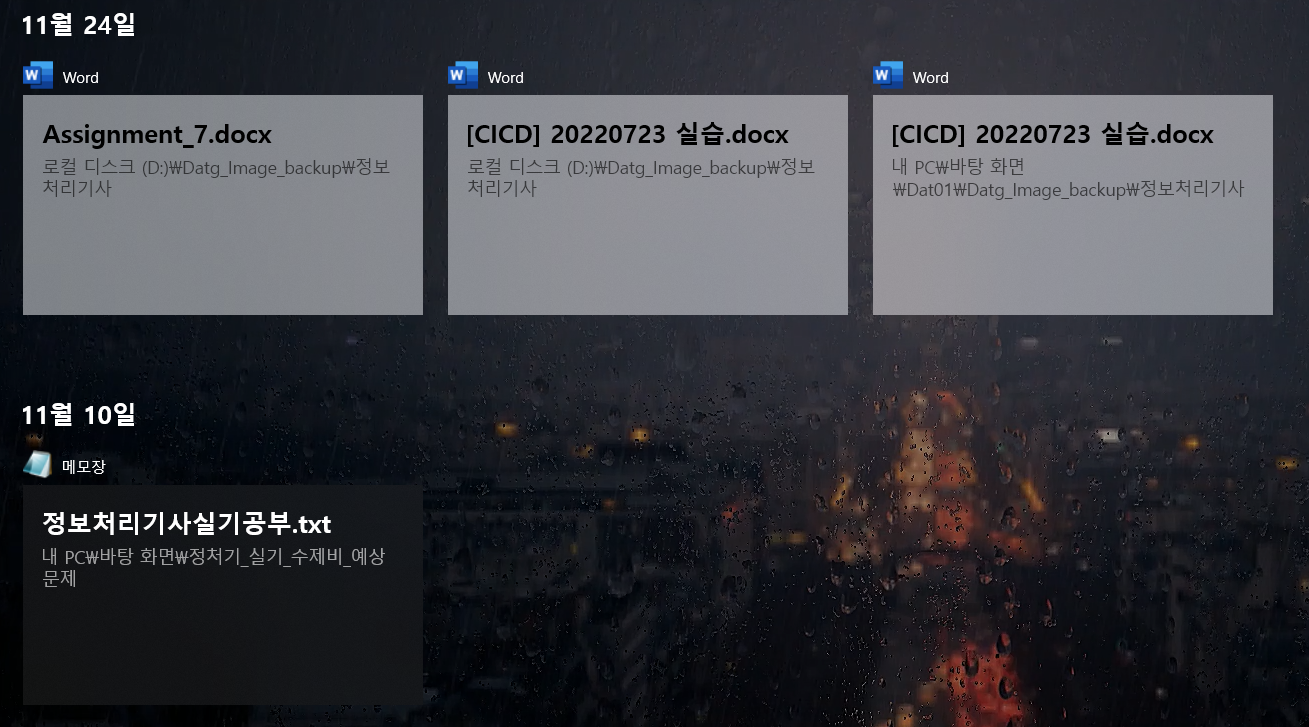 11월 24일
Word
Word
Word
Assignment_7.docx
로컬 디스크 (D:)₩Datg_Image_backup₩정보
처리기사
[CICD] 20220723 실습.docx
로컬 디스크 (D:)₩Datg_Image_backup₩정보
처리기사
[CICD] 20220723 실습.docx
내 PC₩바탕 화면
₩Dat01₩Datg_Image_backup₩정보처리기사
11월 10일
메모장
정보처리기사실기공부.txt
내 PC₩바탕 화면₩정처기_실기_수제비_예상
문제